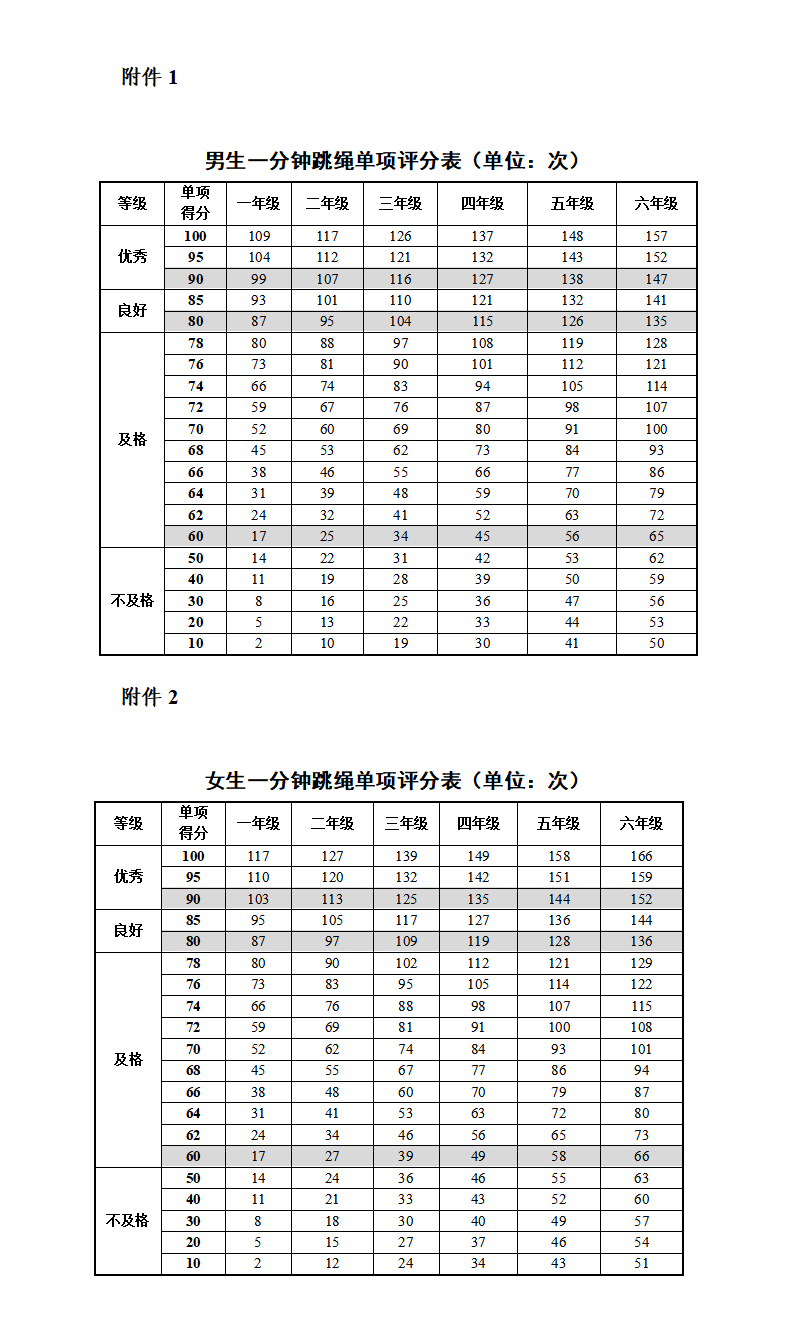 附件 1
男生一分钟跳绳单项评分表（单位：次）
等级 单项得分 一年级 二年级 三年级 四年级 五年级 六年级
优秀 100 109 117 126 137 148 157
95 104 112 121 132 143 152
90 99 107 116 127 138 147
良好 85 93 101 110 121 132 141
80 87 95 104 115 126 135
及格 78 80 88 97 108 119 128
76 73 81 90 101 112 121
74 66 74 83 94 105 114
72 59 67 76 87 98 107
70 52 60 69 80 91 100
68 45 53 62 73 84 93
66 38 46 55 66 77 86
64 31 39 48 59 70 79
62 24 32 41 52 63 72
60 17 25 34 45 56 65
不及格 50 14 22 31 42 53 62
40 11 19 28 39 50 59
30 8 16 25 36 47 56
20 5 13 22 33 44 53
10 2 10 19 30 41 50
附件 2
女生一分钟跳绳单项评分表（单位：次）
等级 单项得分 一年级 二年级 三年级 四年级 五年级 六年级
优秀 100 117 127 139 149 158 166
95 110 120 132 142 151 159
90 103 113 125 135 144 152
良好 85 95 105 117 127 136 144
80 87 97 109 119 128 136
及格 78 80 90 102 112 121 129
76 73 83 95 105 114 122
74 66 76 88 98 107 115
72 59 69 81 91 100 108
70 52 62 74 84 93 101
68 45 55 67 77 86 94
66 38 48 60 70 79 87
64 31 41 53 63 72 80
62 24 34 46 56 65 73
60 17 27 39 49 58 66
不及格 50 14 24 36 46 55 63
40 11 21 33 43 52 60
30 8 18 30 40 49 57
20 5 15 27 37 46 54
10 2 12 24 34 43 51